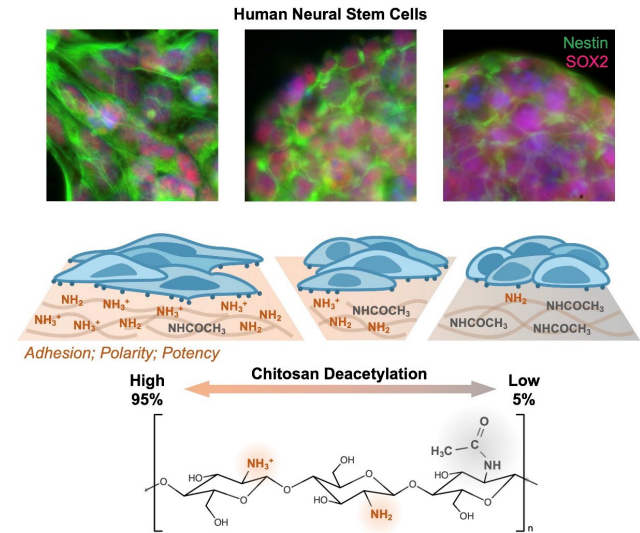 Human Neural Stem Cells
Nestin
SOX2
NH₂ NH₃⁺ NH₃⁺ NH₃⁺ NH₂
NH₃⁺ NH₃⁺ NH₂ NHCOCH₃ NH₂
NH₃⁺ NHCOCH₃
NH₂ NH₂
NH₂ NHCOCH₃
NHCOCH₃ NHCOCH₃
Adhesion; Polarity; Potency
High
95%
Chitosan Deacetylation
Low
5%
O
H₃C C
NH₃⁺ OH NH
HO O HO
O O O
O HO O
OH NH₂ OH
n